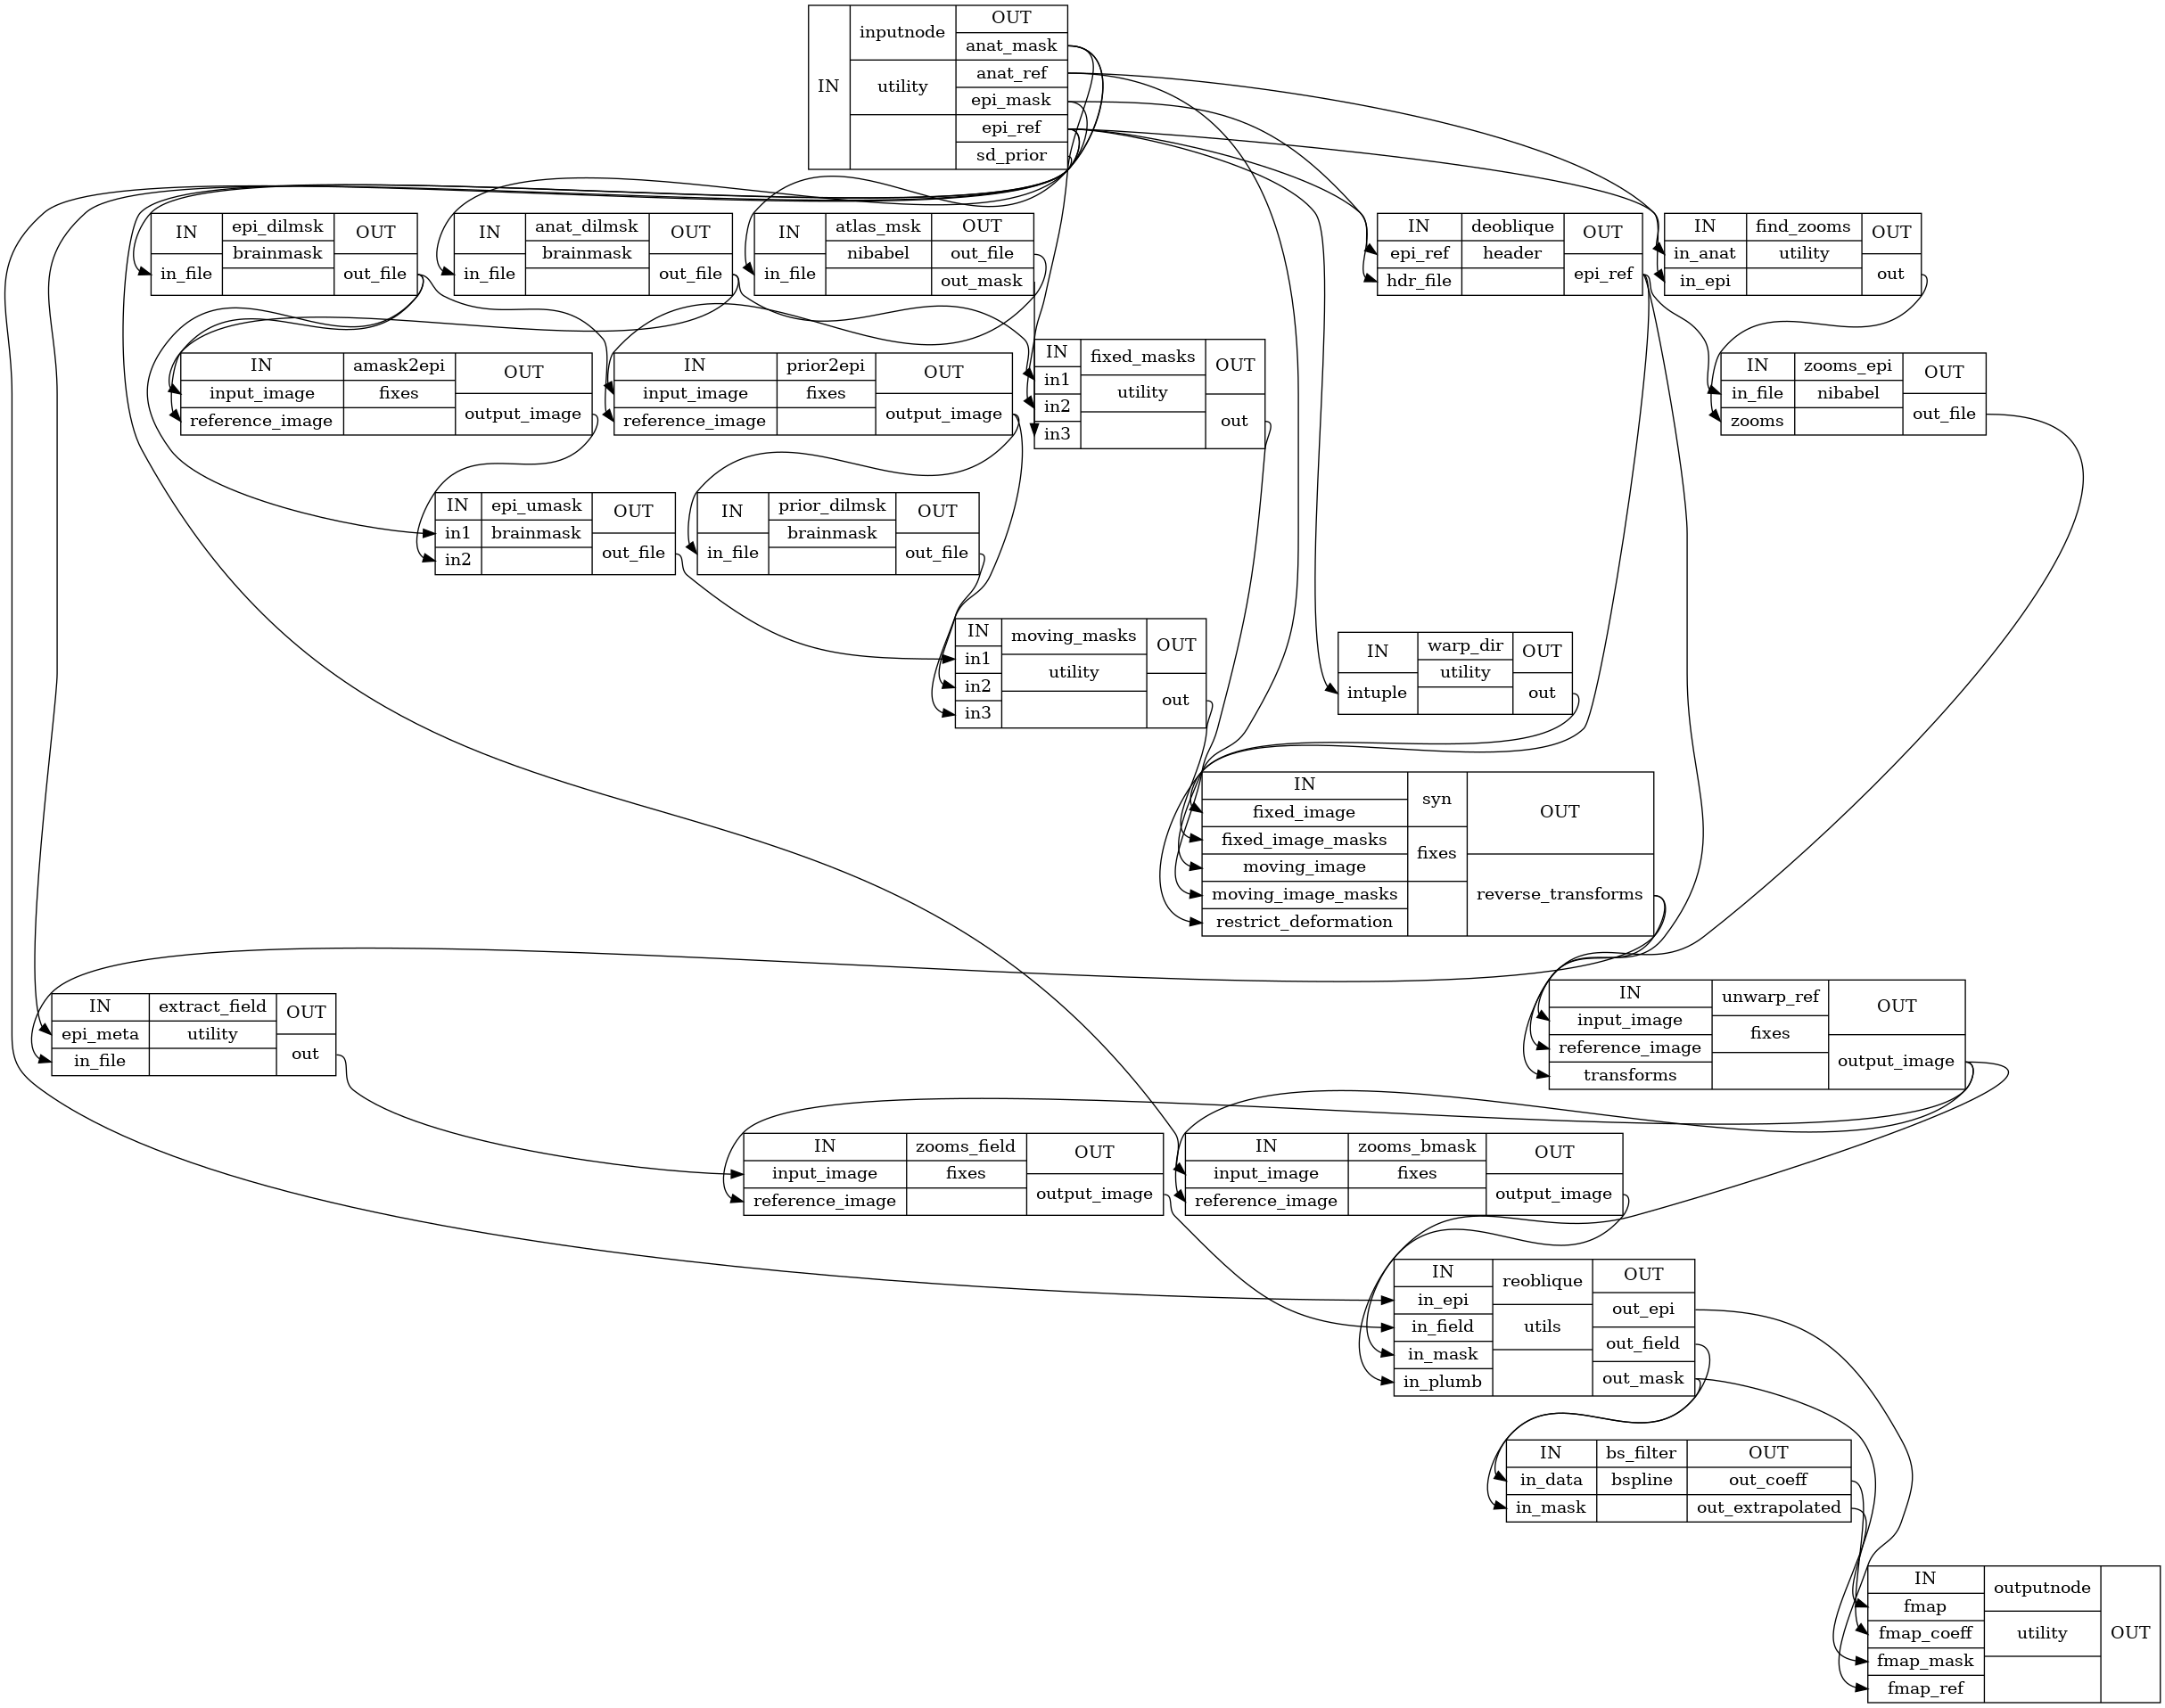 IN
inputnode
utility
OUT
anat_mask
anat_ref
epi_mask
epi_ref
sd_prior
IN
in_file
epi_dilmsk
brainmask
OUT
out_file
IN
in_file
anat_dilmsk
brainmask
OUT
out_file
IN
in_file
atlas_msk
nibabel
OUT
out_file
out_mask
IN
epi_ref
hdr_file
deoblique
header
OUT
epi_ref
IN
in_anat
in_epi
find_zooms
utility
OUT
out
IN
input_image
reference_image
amask2epi
fixes
OUT
output_image
IN
input_image
reference_image
prior2epi
fixes
OUT
output_image
IN
in1
in2
in3
fixed_masks
utility
OUT
out
IN
in_file
zooms
zooms_epi
nibabel
OUT
out_file
IN
in1
in2
epi_umask
brainmask
OUT
out_file
IN
in_file
prior_dilmsk
brainmask
OUT
out_file
IN
in1
in2
in3
moving_masks
utility
OUT
out
IN
intuple
warp_dir
utility
OUT
out
IN
fixed_image
fixed_image_masks
moving_image
moving_image_masks
restrict_deformation
syn
fixes
OUT
reverse_transforms
IN
epi_meta
in_file
extract_field
utility
OUT
out
IN
input_image
reference_image
transforms
unwarp_ref
fixes
OUT
output_image
IN
input_image
reference_image
zooms_field
fixes
OUT
output_image
IN
input_image
reference_image
zooms_bmask
fixes
OUT
output_image
IN
in_epi
in_field
in_mask
in_plumb
reoblique
utils
OUT
out_epi
out_field
out_mask
IN
in_data
in_mask
bs_filter
bspline
OUT
out_coeff
out_extrapolated
IN
fmap
fmap_coeff
fmap_mask
fmap_ref
outputnode
utility
OUT